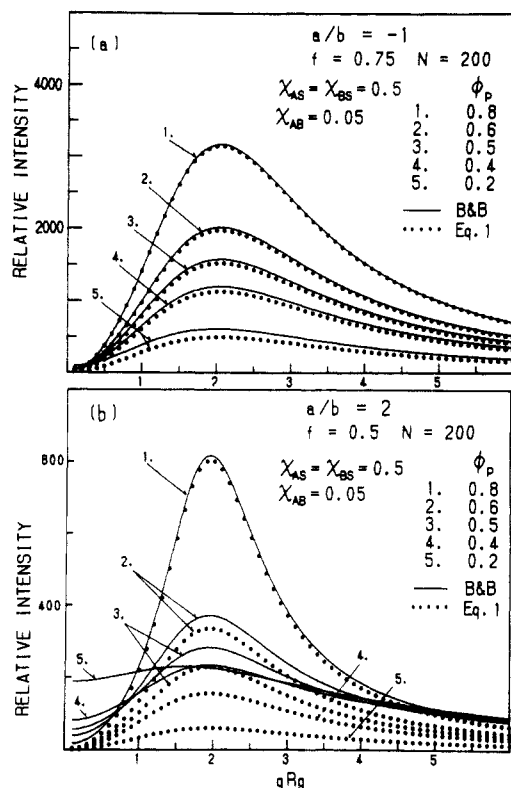 (a)
a/b = -1
f = 0.75 N = 200
χAS = χBS = 0.5
χAB = 0.05
φP
1. 0.8
2. 0.6
3. 0.5
4. 0.4
5. 0.2
— B&B
•••••• Eq. 1
RELATIVE INTENSITY
4000
2000
1.
2.
3.
4.
5.
1 2 3 4 5
(b)
a/b = 2
f = 0.5 N = 200
χAS = χBS = 0.5
χAB = 0.05
φP
1. 0.8
2. 0.6
3. 0.5
4. 0.4
5. 0.2
— B&B
•••••• Eq. 1
RELATIVE INTENSITY
800
400
0
1.
2.
3.
5.
4.
4.
5.
1 2 3 4 5
qRg